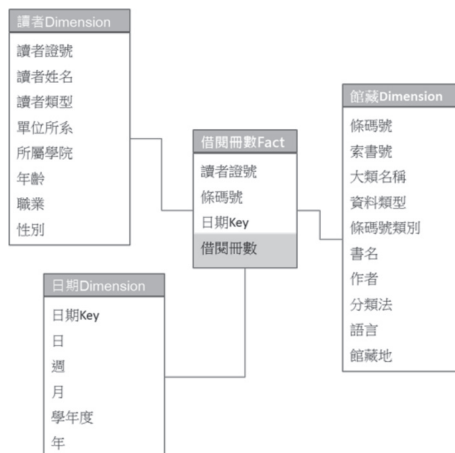 讀者Dimension
讀者證號
讀者姓名
讀者類型
單位所系
所屬學院
年齡
職業
性別
借閱冊數Fact
讀者證號
條碼號
日期Key
借閱冊數
館藏Dimension
條碼號
索書號
大類名稱
資料類型
條碼號類別
書名
作者
分類法
語言
館藏地
日期Dimension
日期Key
日
週
月
學年度
年